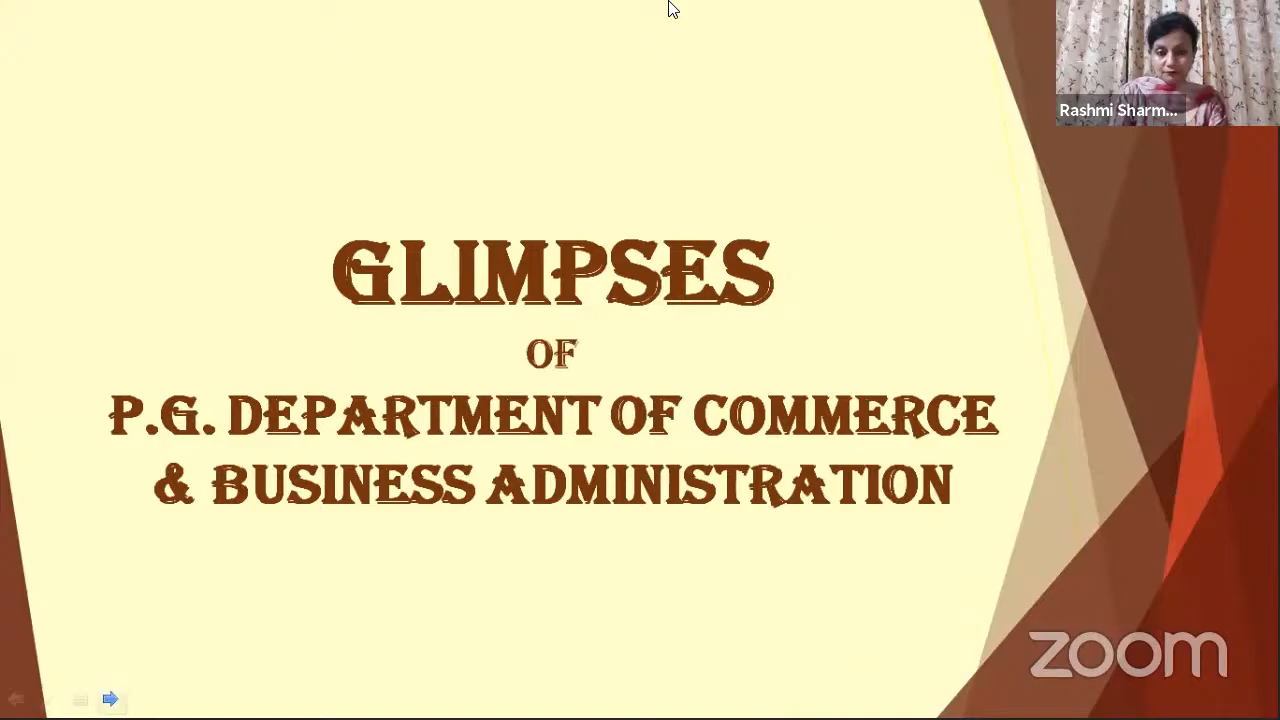 Rashmi Sharm...
GLIMPSES
OF
P.G. DEPARTMENT OF COMMERCE
& BUSINESS ADMINISTRATION
zoom